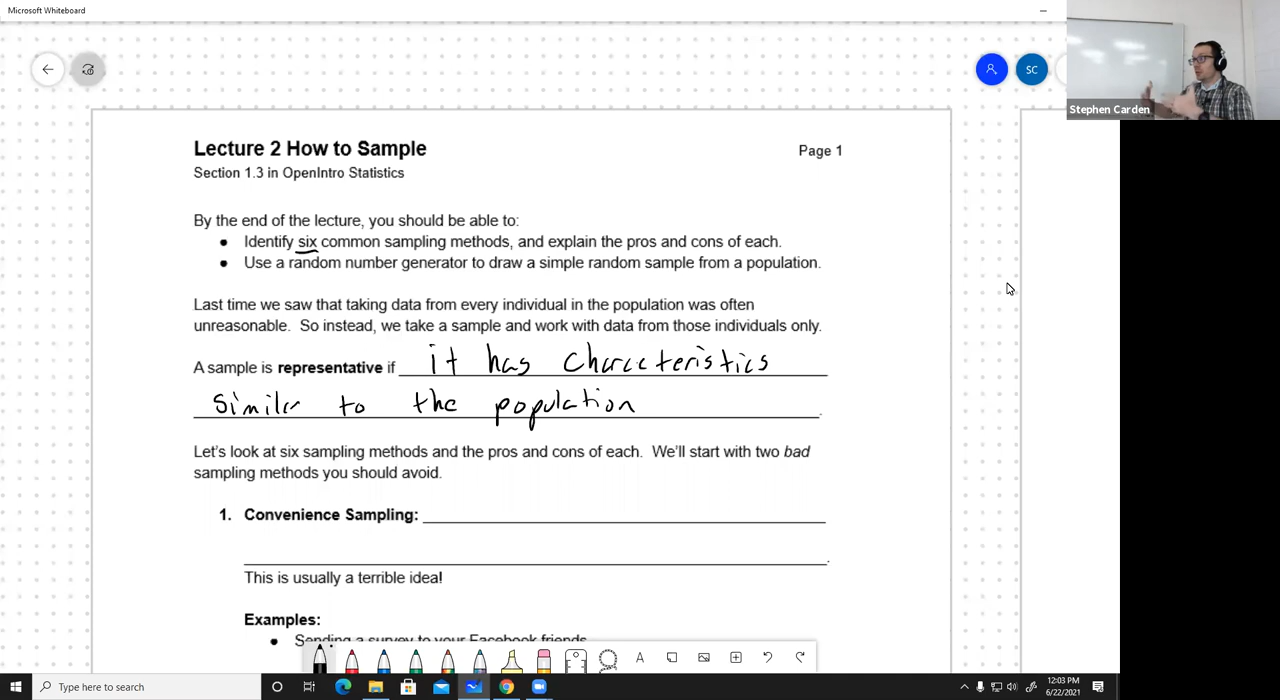 Microsoft Whiteboard
SC
Stephen Carden
Lecture 2 How to Sample
Page 1
Section 1.3 in OpenIntro Statistics
By the end of the lecture, you should be able to:
● Identify six common sampling methods, and explain the pros and cons of each.
● Use a random number generator to draw a simple random sample from a population.
Last time we saw that taking data from every individual in the population was often
unreasonable. So instead, we take a sample and work with data from those individuals only.
A sample is representative if it has characteristics
similar to the population.
Let's look at six sampling methods and the pros and cons of each. We'll start with two bad
sampling methods you should avoid.
1. Convenience Sampling:
This is usually a terrible idea!
Examples:
● Sending a survey to your Facebook friends.
A
Type here to search
12:03 PM
6/22/2021